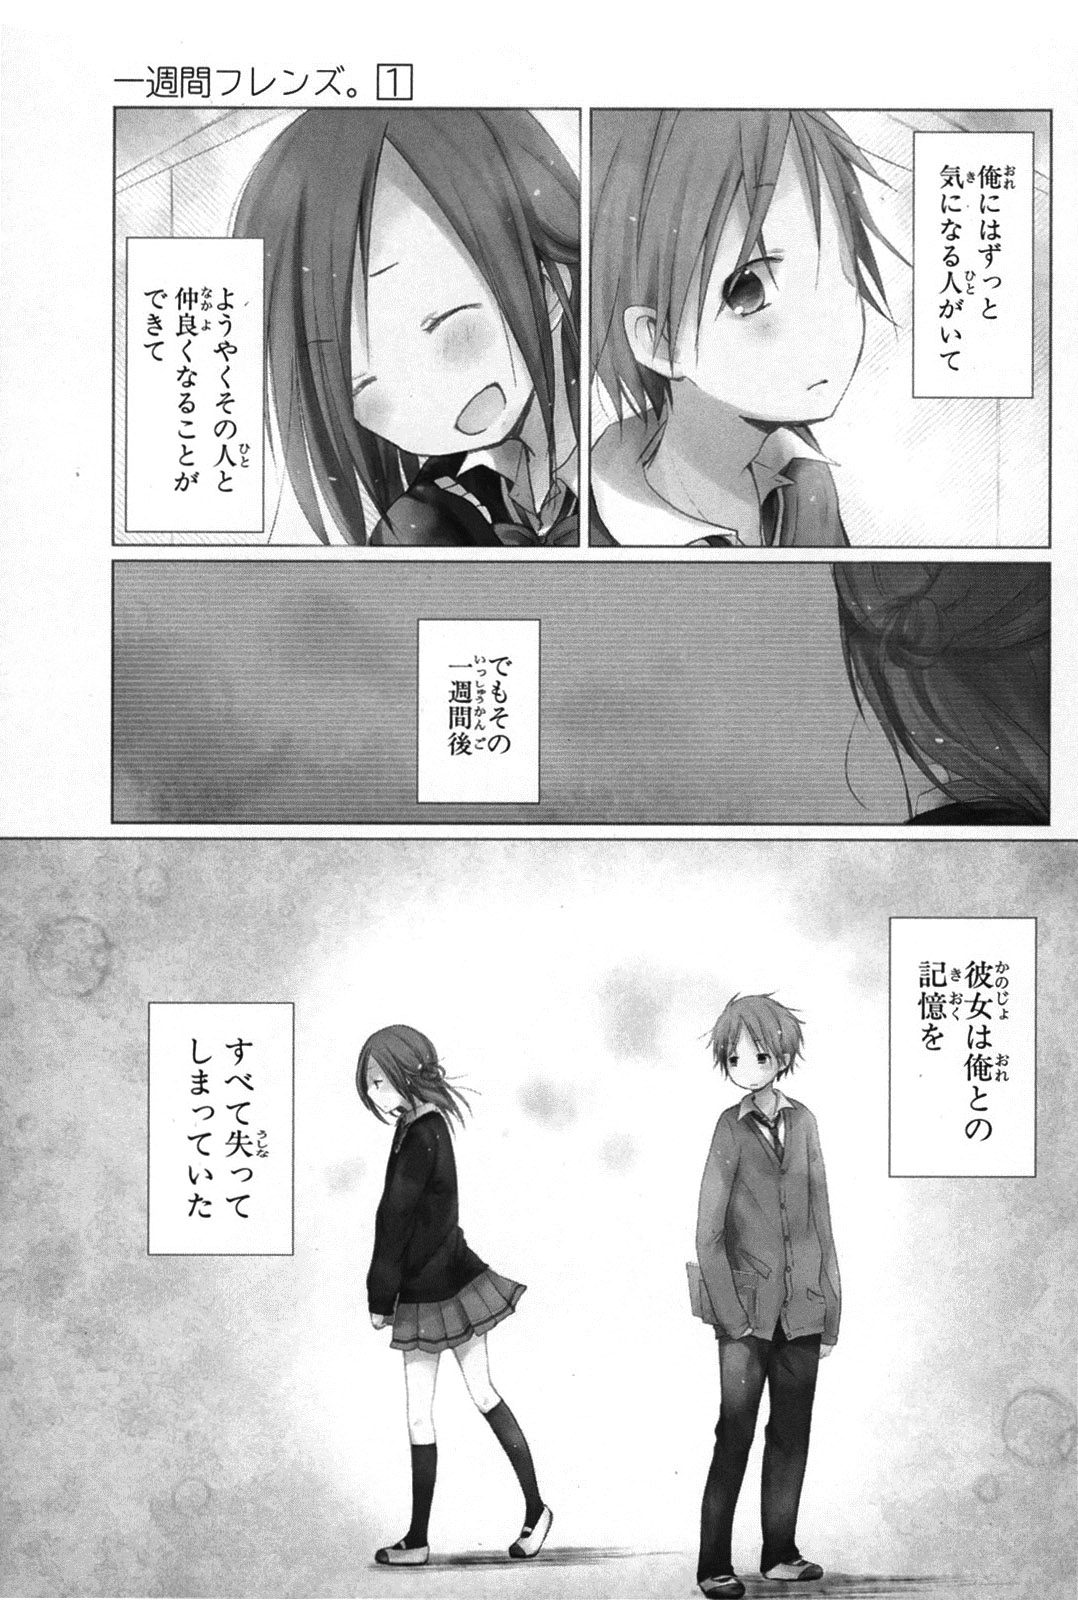 一週間フレンズ。1
俺にはずっと
気になる人がいて
ようやくその人と
仲良くなることが
できて
でもその
一週間後
彼女は俺との
記憶を
すべて失って
しまっていた